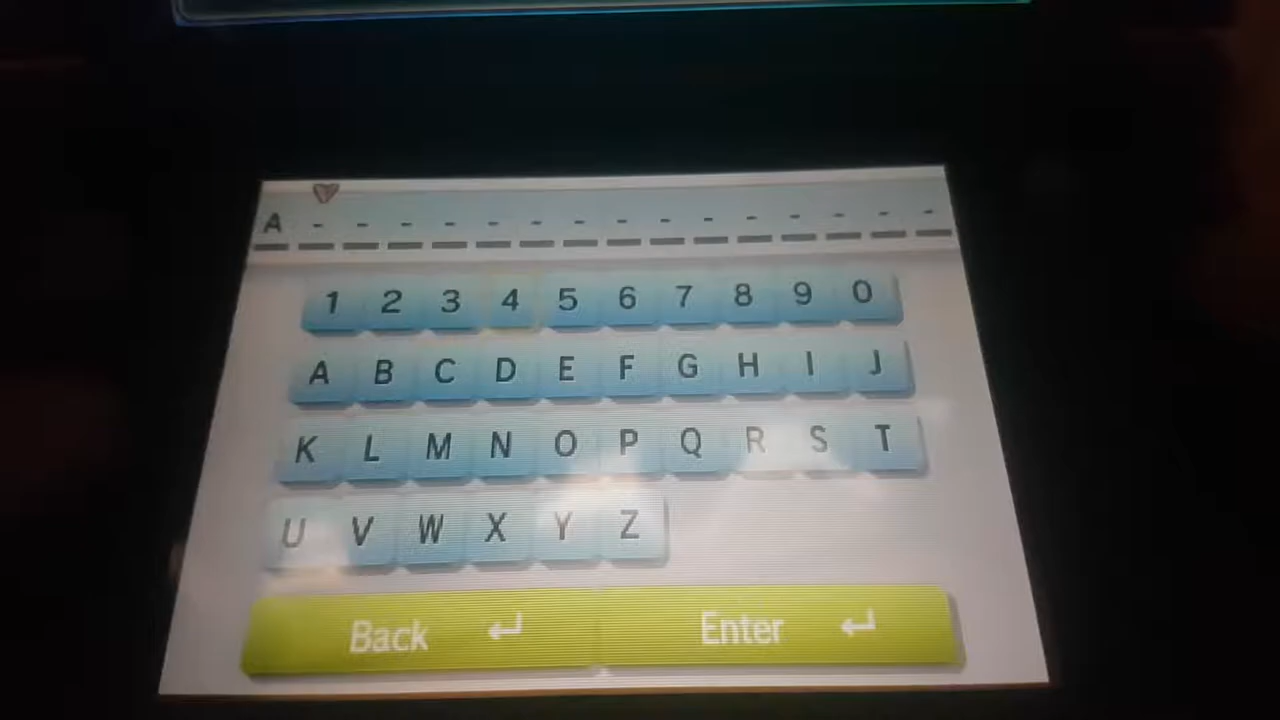 A - - - - - - - - - - - - - - -
1 2 3 4 5 6 7 8 9 0
A B C D E F G H I J
K L M N O P Q R S T
U V W X Y Z
Back Enter